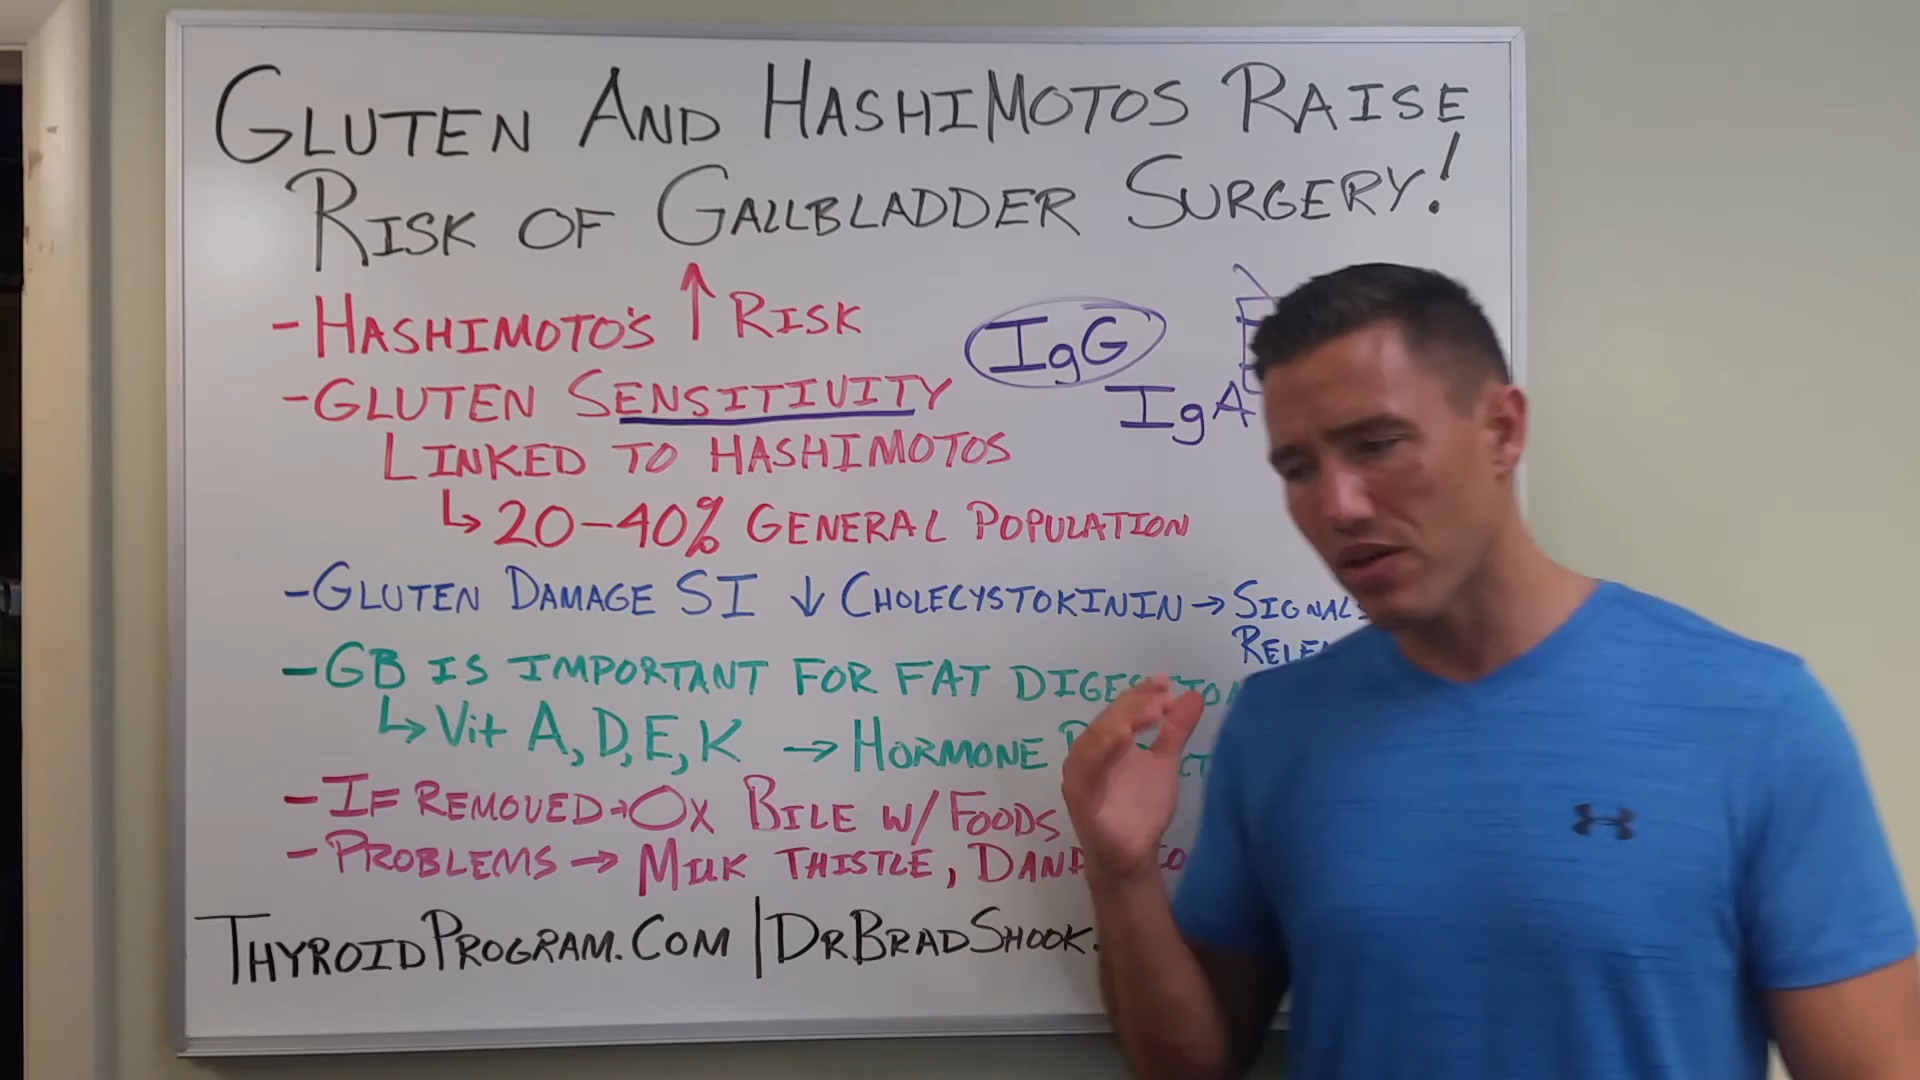 GLUTEN AND HASHIMOTOS RAISE
RISK OF GALLBLADDER SURGERY!
- HASHIMOTO'S ↑ RISK
IgG
- GLUTEN SENSITIVITY
IgA
LINKED TO HASHIMOTOS
↳ 20-40% GENERAL POPULATION
- GLUTEN DAMAGE SI ↓ CHOLECYSTOKININ → SIGNALS
- GB IS IMPORTANT FOR FAT DIGESTION
↳ Vit A, D, E, K → HORMONE
- IF REMOVED → OX BILE W/ FOODS
- PROBLEMS → MILK THISTLE,
THYROIDPROGRAM.COM | DRBRADSHOOK.